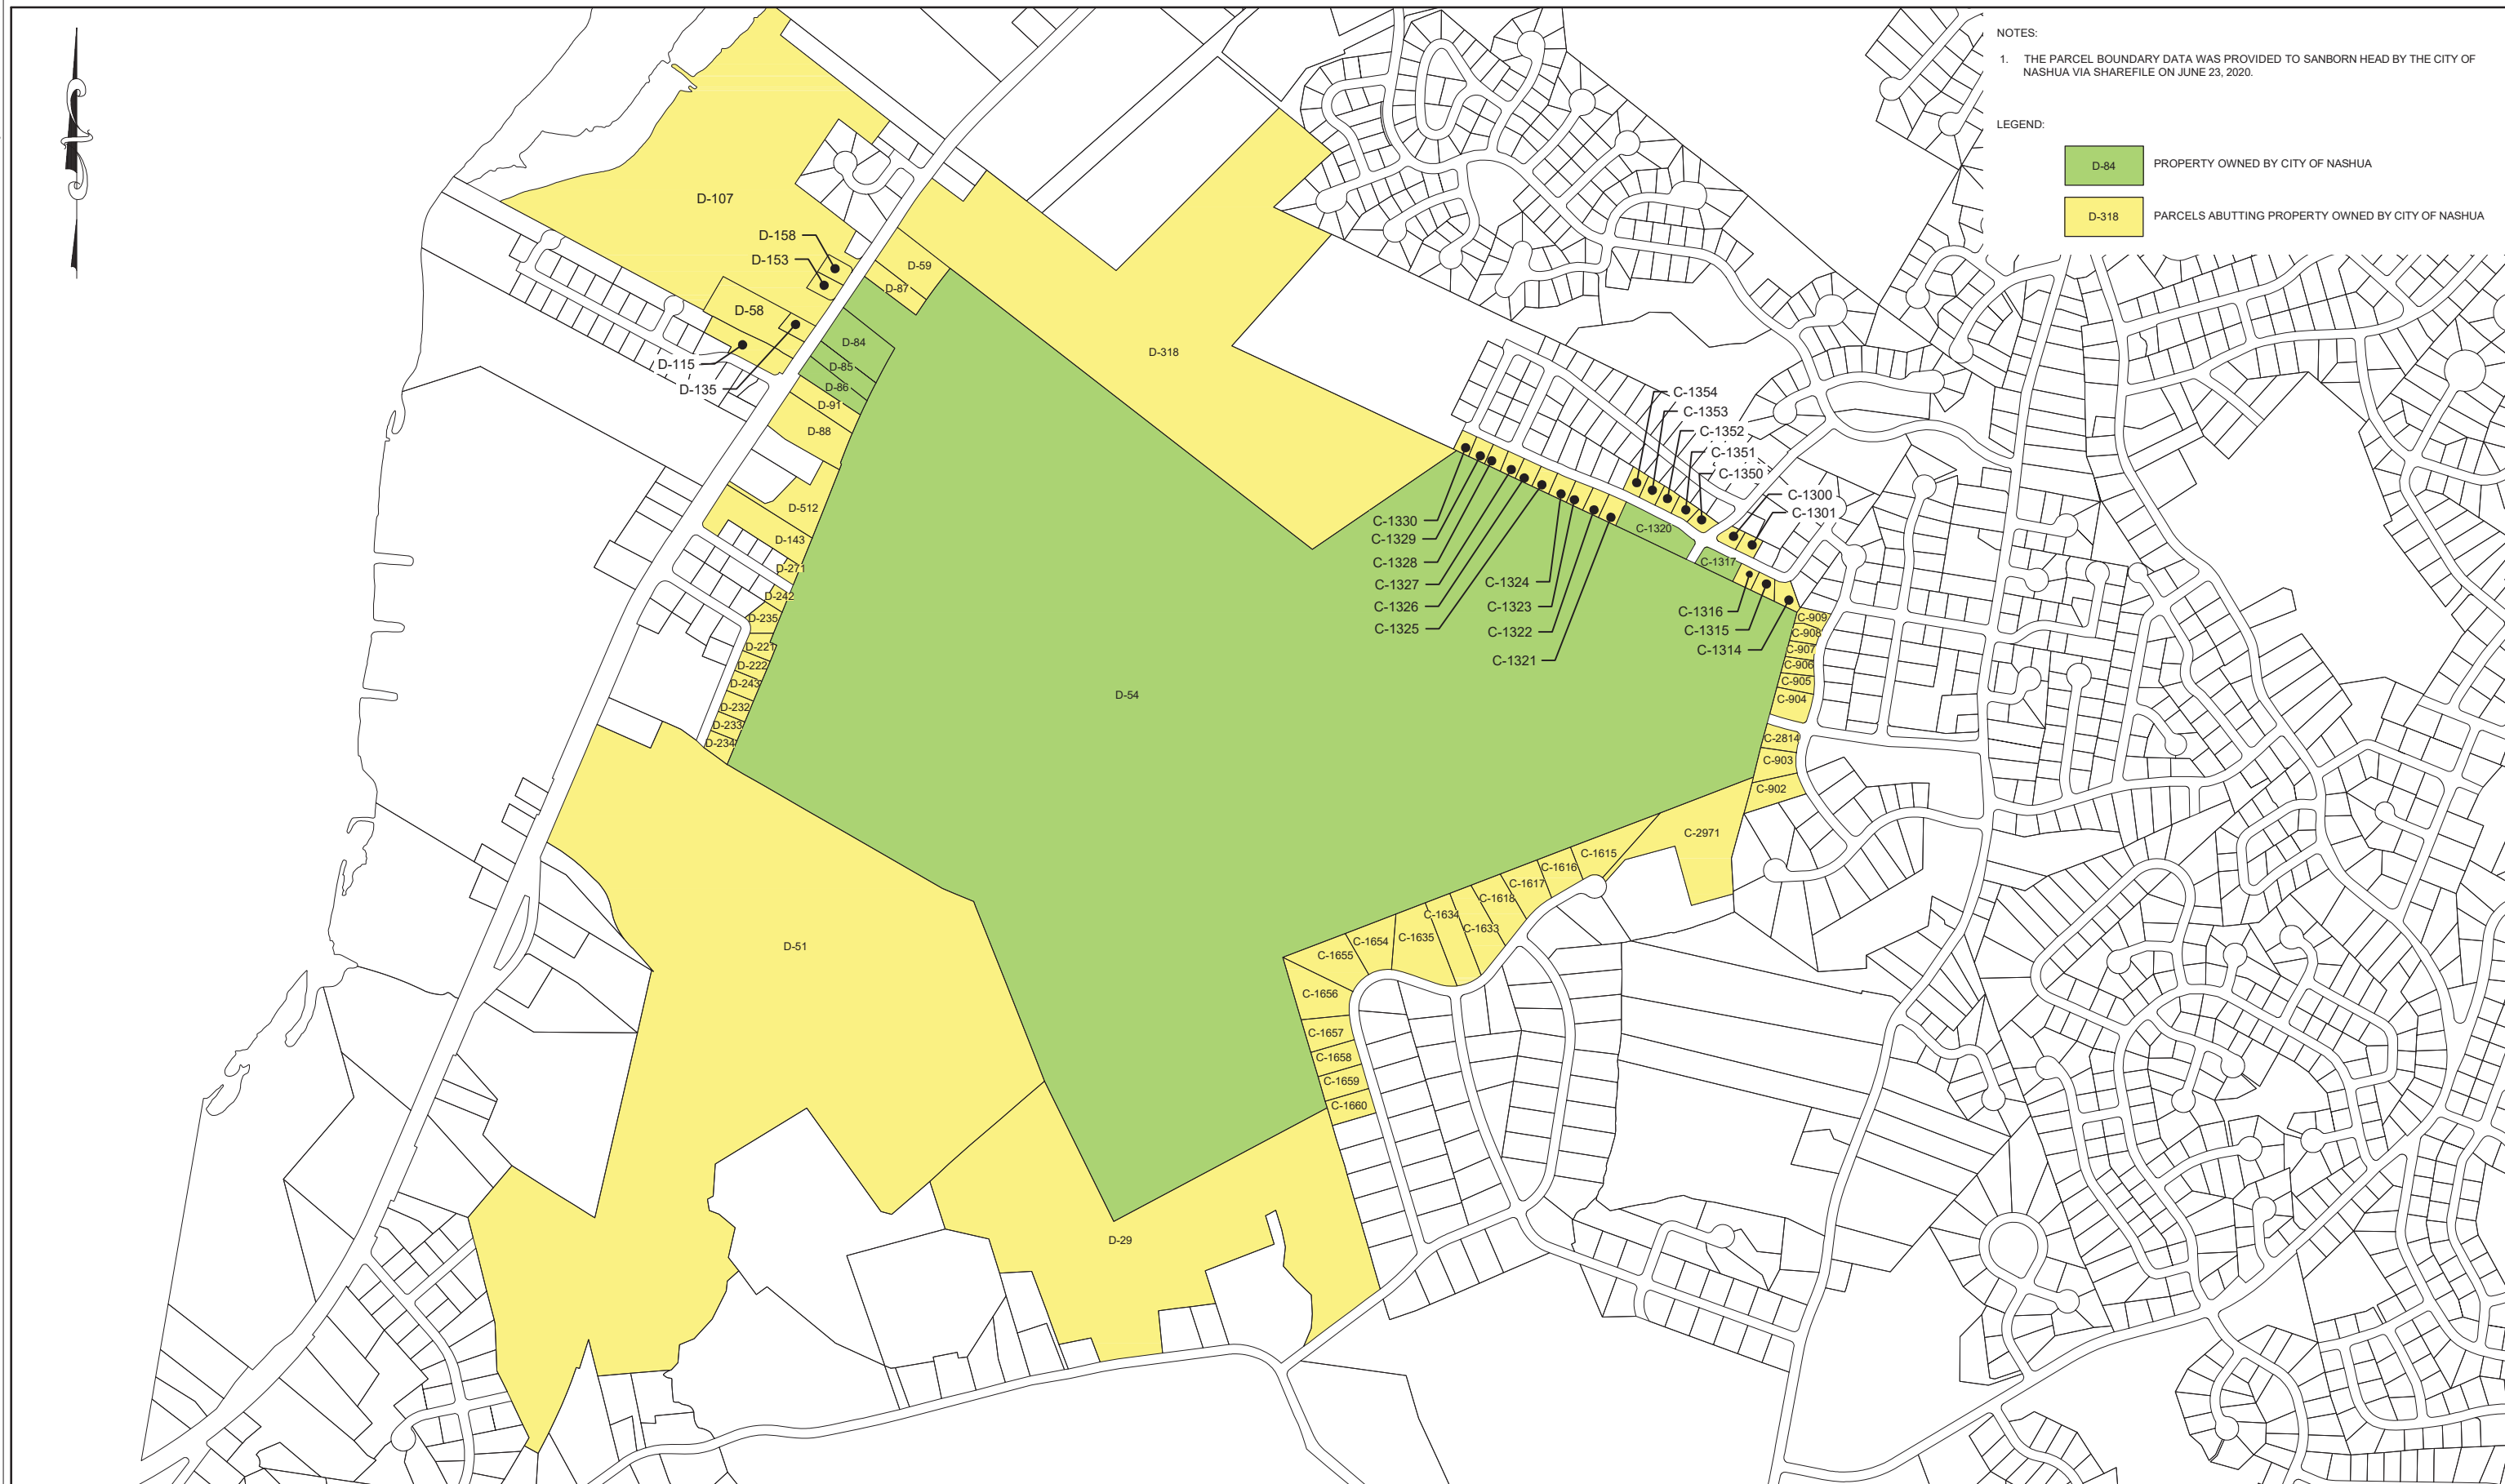 NOTES:
1. THE PARCEL BOUNDARY DATA WAS PROVIDED TO SANBORN HEAD BY THE CITY OF
NASHUA VIA SHAREFILE ON JUNE 23, 2020.
LEGEND:
D-84 PROPERTY OWNED BY CITY OF NASHUA
D-318 PARCELS ABUTTING PROPERTY OWNED BY CITY OF NASHUA
D-107
D-158
D-153
D-59
D-87
D-58
D-115
D-135
D-84
D-85
D-86
D-91
D-88
D-318
D-512
D-143
D-271
D-242
D-235
D-221
D-222
D-243
D-232
D-233
D-234
D-54
D-51
D-29
C-1354
C-1353
C-1352
C-1351
C-1350
C-1300
C-1301
C-1320
C-1317
C-1330
C-1329
C-1328
C-1327
C-1326
C-1325
C-1324
C-1323
C-1322
C-1321
C-1316
C-1315
C-1314
C-909
C-908
C-907
C-906
C-905
C-904
C-2814
C-903
C-902
C-2971
C-1615
C-1616
C-1617
C-1618
C-1633
C-1634
C-1635
C-1654
C-1655
C-1656
C-1657
C-1658
C-1659
C-1660